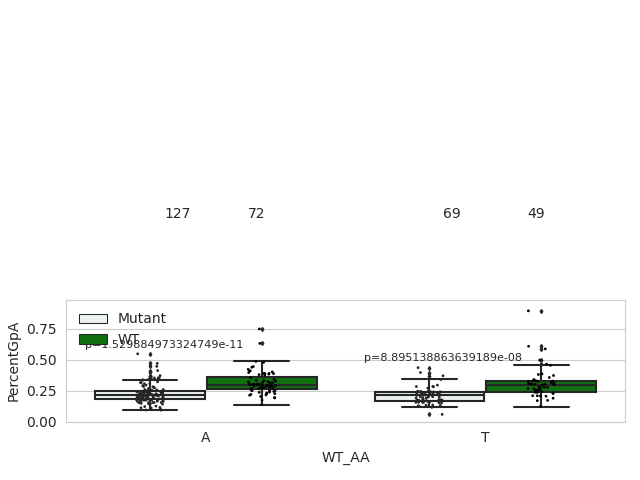 127 72 69 49
Mutant
WT
p=1.529884973324749e-11
p=8.895138863639189e-08
PercentGpA
0.75
0.50
0.25
0.00
A T
WT_AA